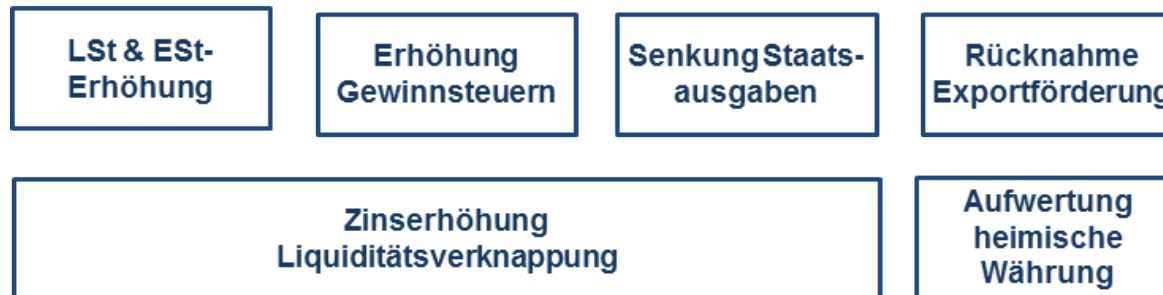 LSt & ESt-
Erhöhung
Erhöhung
Gewinnsteuern
Senkung Staats-
ausgaben
Rücknahme
Exportförderung
Zinserhöhung
Liquiditätsverknappung
Aufwertung
heimische
Währung